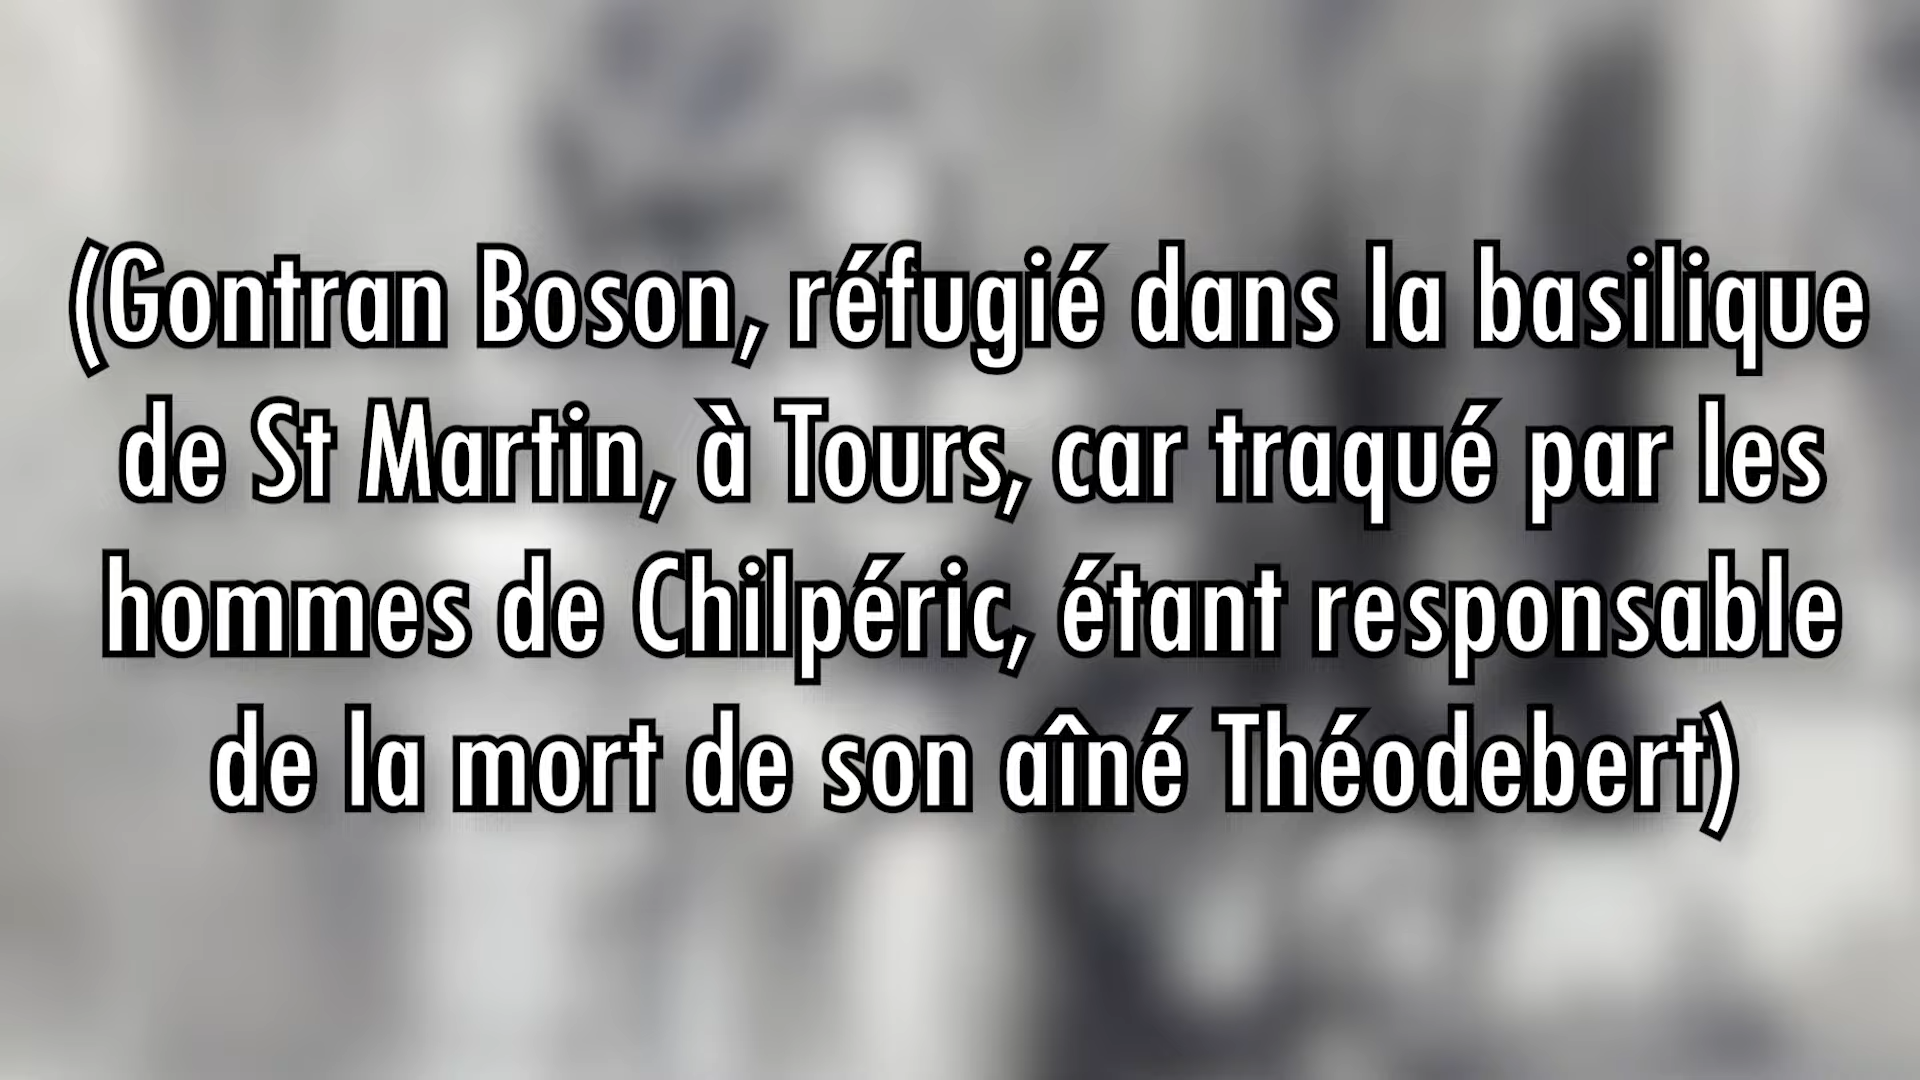 (Gontran Boson, réfugié dans la basilique
de St Martin, à Tours, car traqué par les
hommes de Chilpéric, étant responsable
de la mort de son aîné Théodebert)